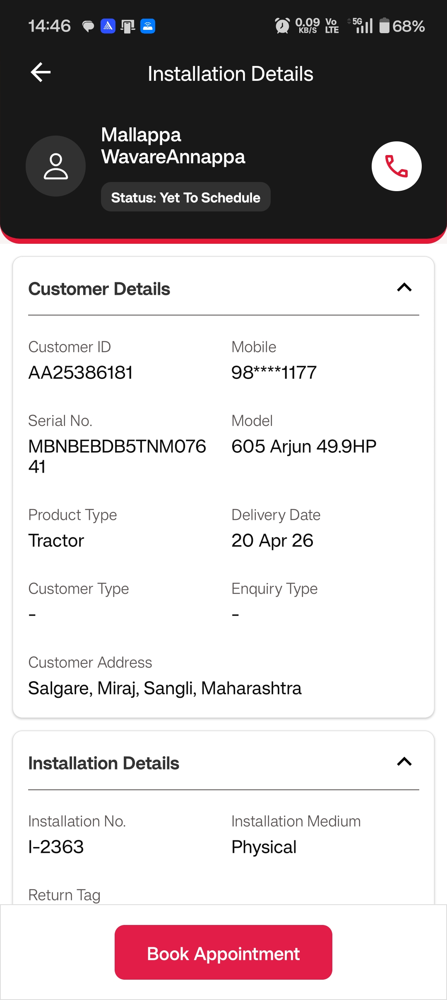 14:46
0.09 KB/S Vo LTE 5G 68%
Installation Details
Mallappa
WavareAnnappa
Status: Yet To Schedule
Customer Details
Customer ID Mobile
AA25386181 98****1177
Serial No. Model
MBNBEBDB5TNM076 605 Arjun 49.9HP
41
Product Type Delivery Date
Tractor 20 Apr 26
Customer Type Enquiry Type
- -
Customer Address
Salgare, Miraj, Sangli, Maharashtra
Installation Details
Installation No. Installation Medium
I-2363 Physical
Return Tag
Book Appointment